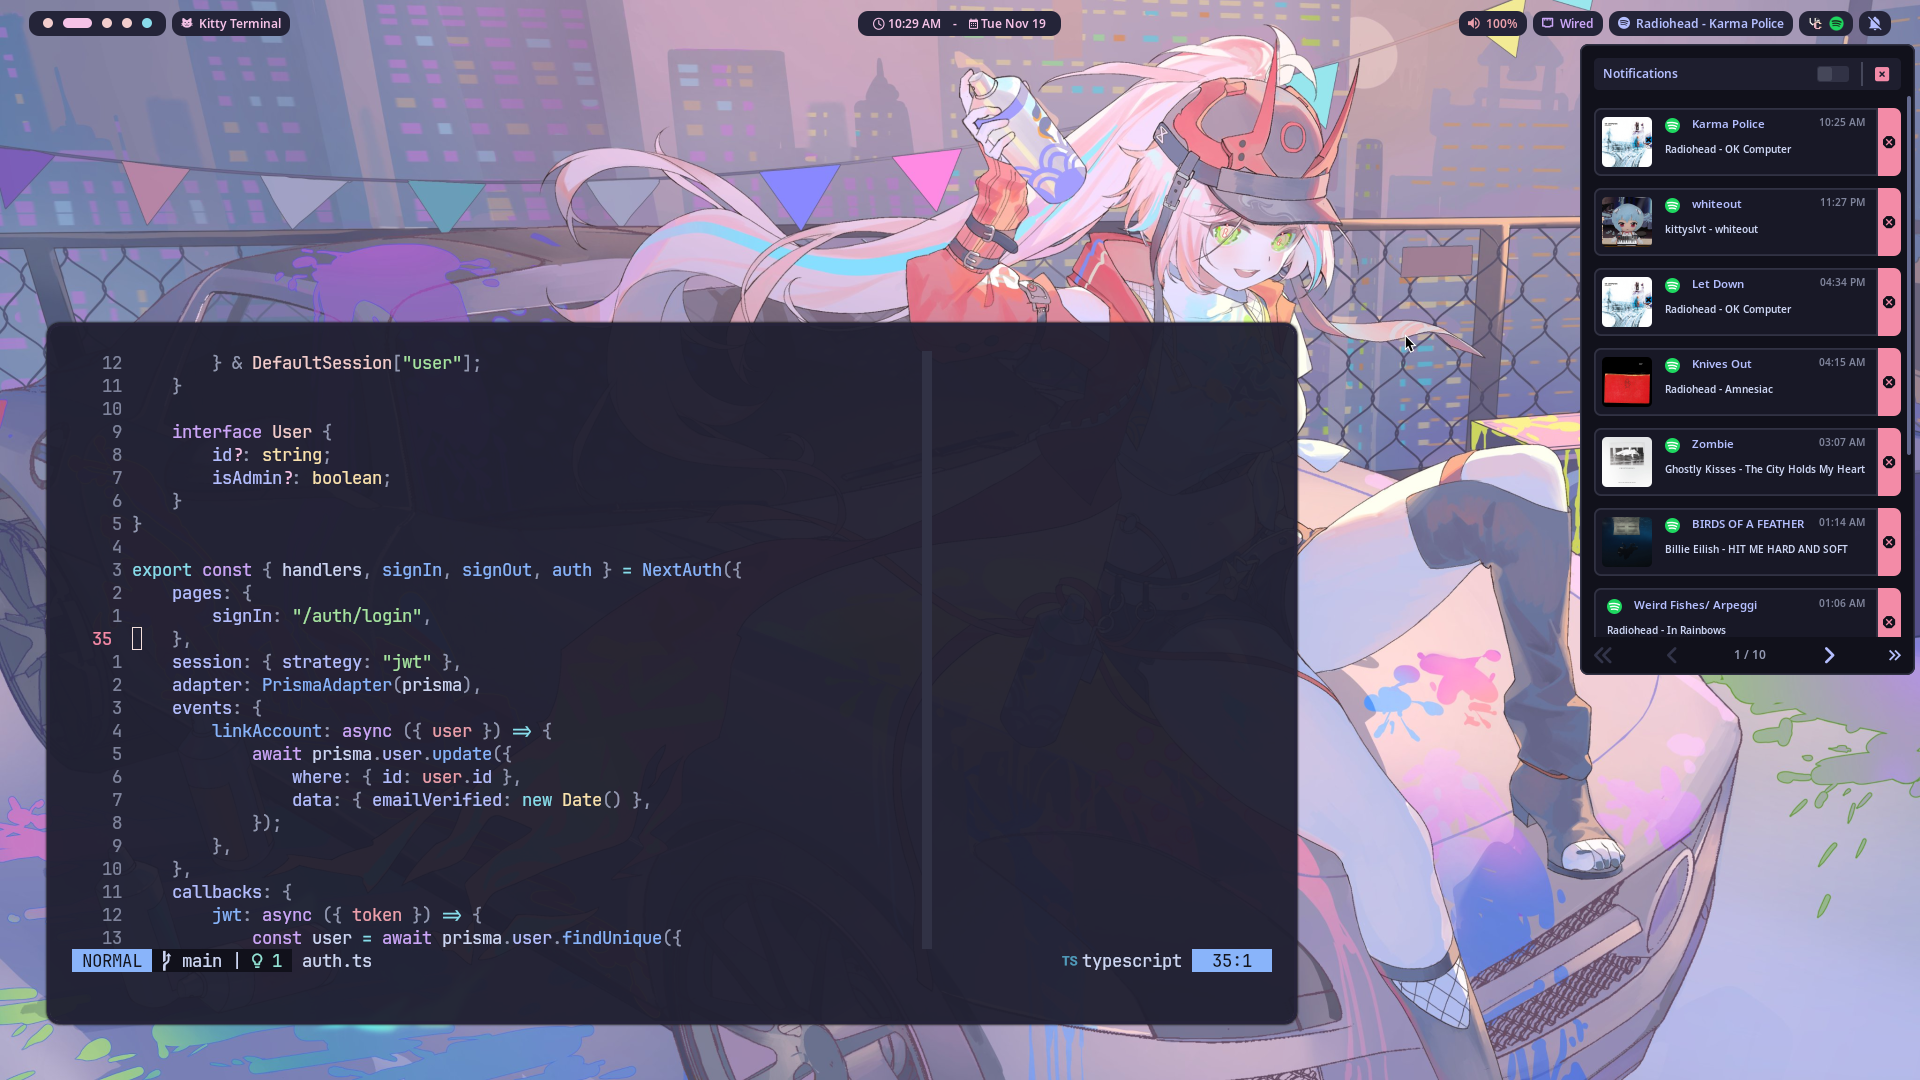 Kitty Terminal
10:29 AM - Tue Nov 19
100%
Wired
Radiohead - Karma Police
Notifications
Karma Police 10:25 AM
Radiohead - OK Computer
whiteout 11:27 PM
kittyslvt - whiteout
Let Down 04:34 PM
Radiohead - OK Computer
Knives Out 04:15 AM
Radiohead - Amnesiac
Zombie 03:07 AM
Ghostly Kisses - The City Holds My Heart
BIRDS OF A FEATHER 01:14 AM
Billie Eilish - HIT ME HARD AND SOFT
Weird Fishes/ Arpeggi 01:06 AM
Radiohead - In Rainbows
1 / 10
12 } & DefaultSession["user"];
11 }
10
9 interface User {
8 id?: string;
7 isAdmin?: boolean;
6 }
5 }
4
3 export const { handlers, signIn, signOut, auth } = NextAuth({
2 pages: {
1 signIn: "/auth/login",
35 },
1 session: { strategy: "jwt" },
2 adapter: PrismaAdapter(prisma),
3 events: {
4 linkAccount: async ({ user }) => {
5 await prisma.user.update({
6 where: { id: user.id },
7 data: { emailVerified: new Date() },
8 });
9 },
10 },
11 callbacks: {
12 jwt: async ({ token }) => {
13 const user = await prisma.user.findUnique({
NORMAL main | 1 auth.ts TS typescript 35:1